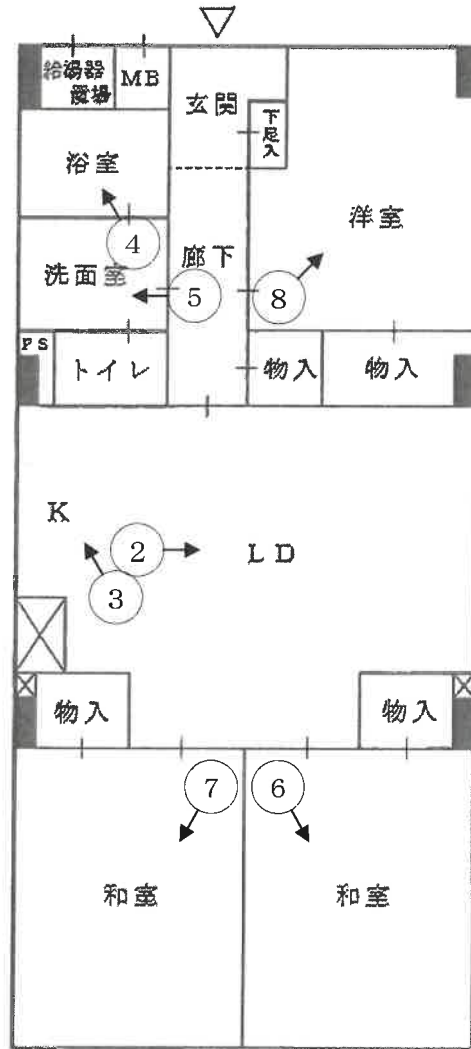 給湯器
置場
MB
玄関
下足入
浴室
洋室
④
洗面室
廊下
⑤
⑧
PS
トイレ
物入
物入
K
②
LD
③
物入
物入
⑦
⑥
和室
和室